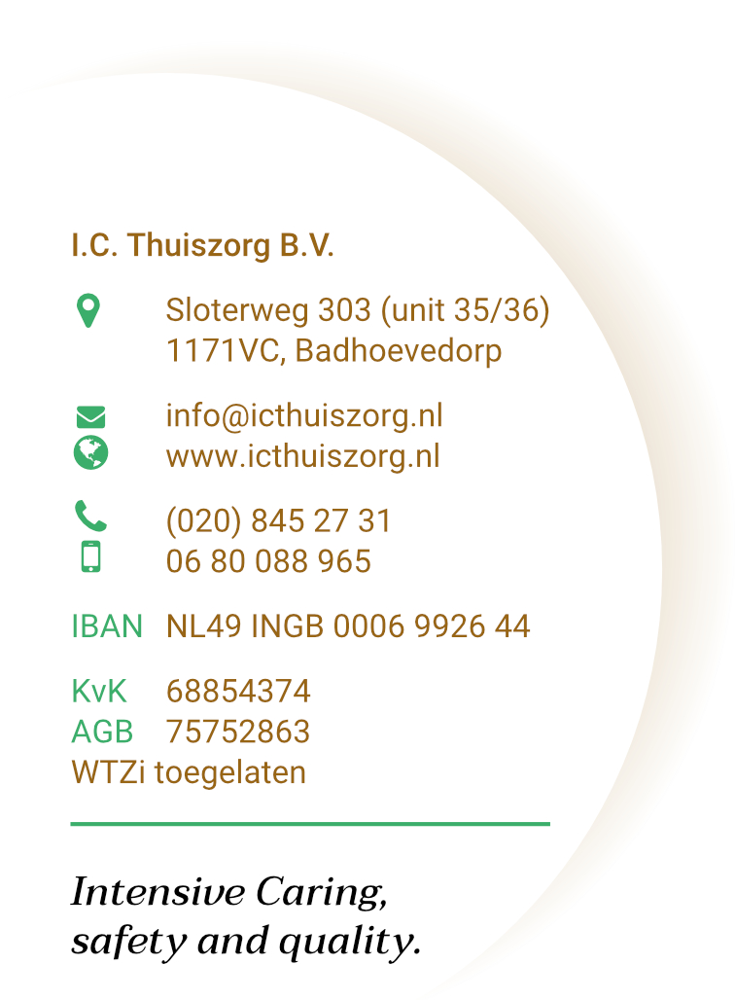 I.C. Thuiszorg B.V.
Sloterweg 303 (unit 35/36)
1171VC, Badhoevedorp
info@icthuiszorg.nl
www.icthuiszorg.nl
(020) 845 27 31
06 80 088 965
IBAN NL49 INGB 0006 9926 44
KvK 68854374
AGB 75752863
WTZi toegelaten
Intensive Caring,
safety and quality.